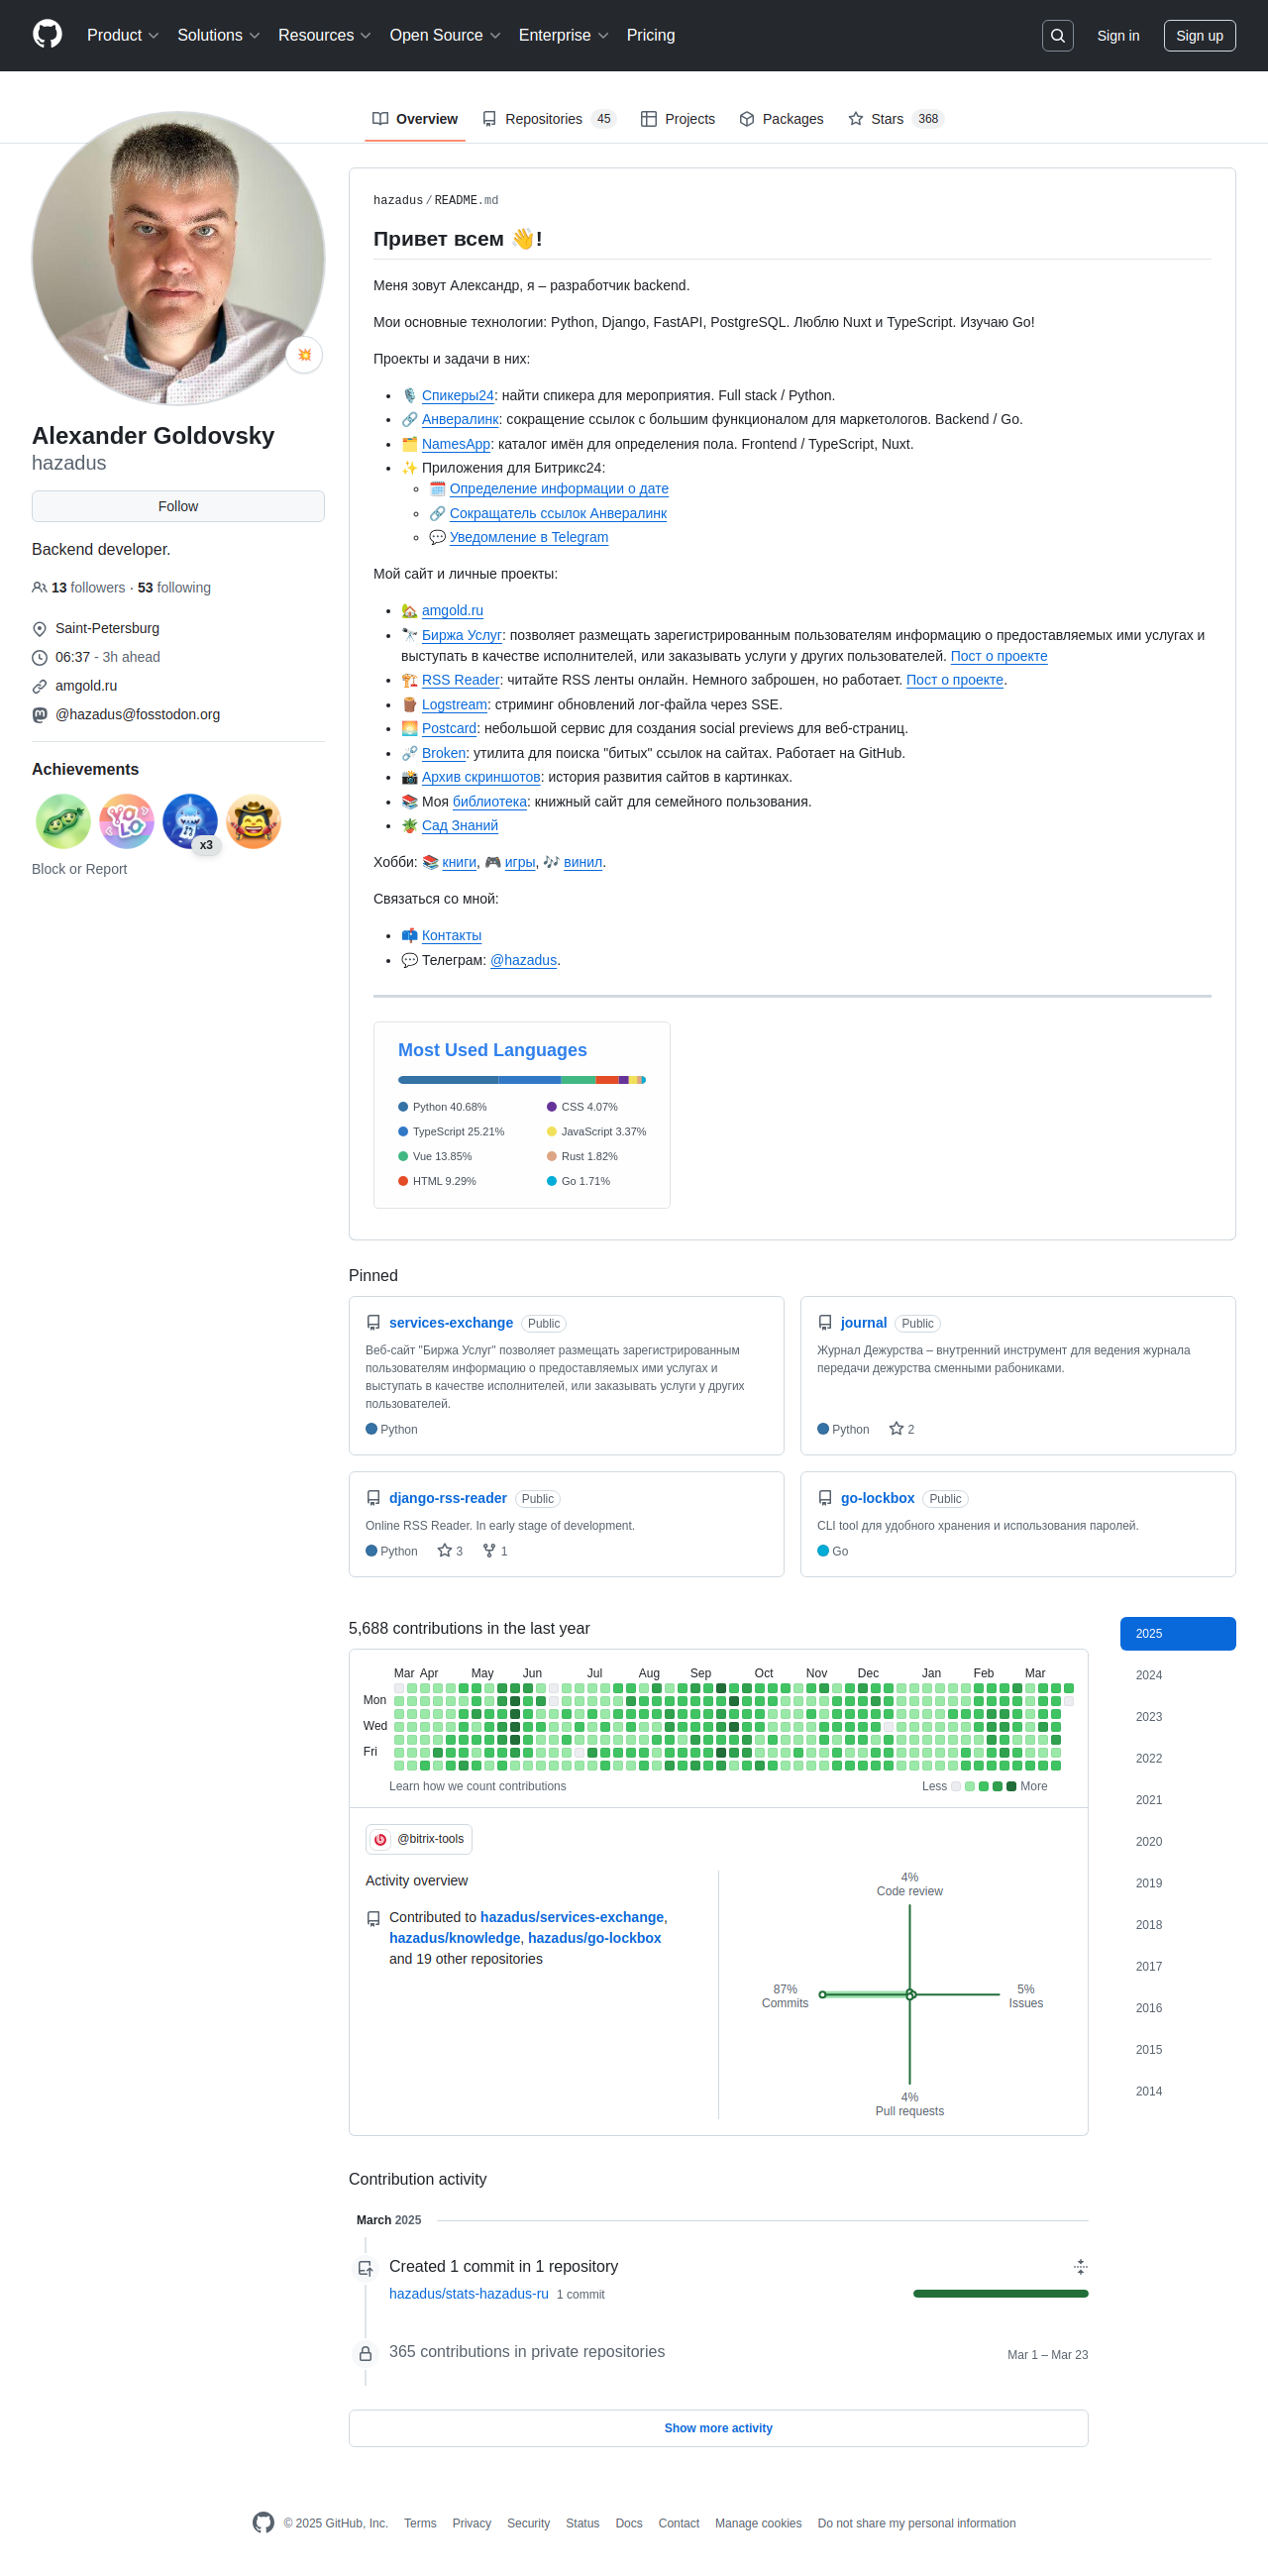 Product Solutions Resources Open Source Enterprise Pricing Sign in Sign up
Overview Repositories 45 Projects Packages Stars 368
Alexander Goldovsky
hazadus
Follow
Backend developer.
13 followers · 53 following
Saint-Petersburg
06:37 - 3h ahead
amgold.ru
@hazadus@fosstodon.org
Achievements
YOLO
x3
Block or Report
hazadus / README.md
Привет всем 👋!
Меня зовут Александр, я – разработчик backend.
Мои основные технологии: Python, Django, FastAPI, PostgreSQL. Люблю Nuxt и TypeScript. Изучаю Go!
Проекты и задачи в них:
🎙️ Спикеры24: найти спикера для мероприятия. Full stack / Python.
🔗 Анвералинк: сокращение ссылок с большим функционалом для маркетологов. Backend / Go.
🗂️ NamesApp: каталог имён для определения пола. Frontend / TypeScript, Nuxt.
✨ Приложения для Битрикс24:
🗓️ Определение информации о дате
🔗 Сокращатель ссылок Анвералинк
💬 Уведомление в Telegram
Мой сайт и личные проекты:
🏡 amgold.ru
🔭 Биржа Услуг: позволяет размещать зарегистрированным пользователям информацию о предоставляемых ими услугах и
выступать в качестве исполнителей, или заказывать услуги у других пользователей. Пост о проекте
🏗️ RSS Reader: читайте RSS ленты онлайн. Немного заброшен, но работает. Пост о проекте.
🪵 Logstream: стриминг обновлений лог-файла через SSE.
🌅 Postcard: небольшой сервис для создания social previews для веб-страниц.
⛓️‍💥 Broken: утилита для поиска "битых" ссылок на сайтах. Работает на GitHub.
📸 Архив скриншотов: история развития сайтов в картинках.
📚 Моя библиотека: книжный сайт для семейного пользования.
🪴 Сад Знаний
Хобби: 📚 книги, 🎮 игры, 🎶 винил.
Связаться со мной:
📫 Контакты
💬 Телеграм: @hazadus.
Most Used Languages
Python 40.68% CSS 4.07%
TypeScript 25.21% JavaScript 3.37%
Vue 13.85% Rust 1.82%
HTML 9.29% Go 1.71%
Pinned
services-exchange Public
Веб-сайт "Биржа Услуг" позволяет размещать зарегистрированным
пользователям информацию о предоставляемых ими услугах и
выступать в качестве исполнителей, или заказывать услуги у других
пользователей.
Python
journal Public
Журнал Дежурства – внутренний инструмент для ведения журнала
передачи дежурства сменными рабониками.
Python 2
django-rss-reader Public
Online RSS Reader. In early stage of development.
Python 3 1
go-lockbox Public
CLI tool для удобного хранения и использования паролей.
Go
5,688 contributions in the last year
Mar Apr May Jun Jul Aug Sep Oct Nov Dec Jan Feb Mar
Mon
Wed
Fri
Learn how we count contributions Less More
@bitrix-tools
Activity overview
Contributed to hazadus/services-exchange,
hazadus/knowledge, hazadus/go-lockbox
and 19 other repositories
4%
Code review
87%
Commits
5%
Issues
4%
Pull requests
2025
2024
2023
2022
2021
2020
2019
2018
2017
2016
2015
2014
Contribution activity
March 2025
Created 1 commit in 1 repository
hazadus/stats-hazadus-ru 1 commit
365 contributions in private repositories Mar 1 – Mar 23
Show more activity
© 2025 GitHub, Inc. Terms Privacy Security Status Docs Contact Manage cookies Do not share my personal information